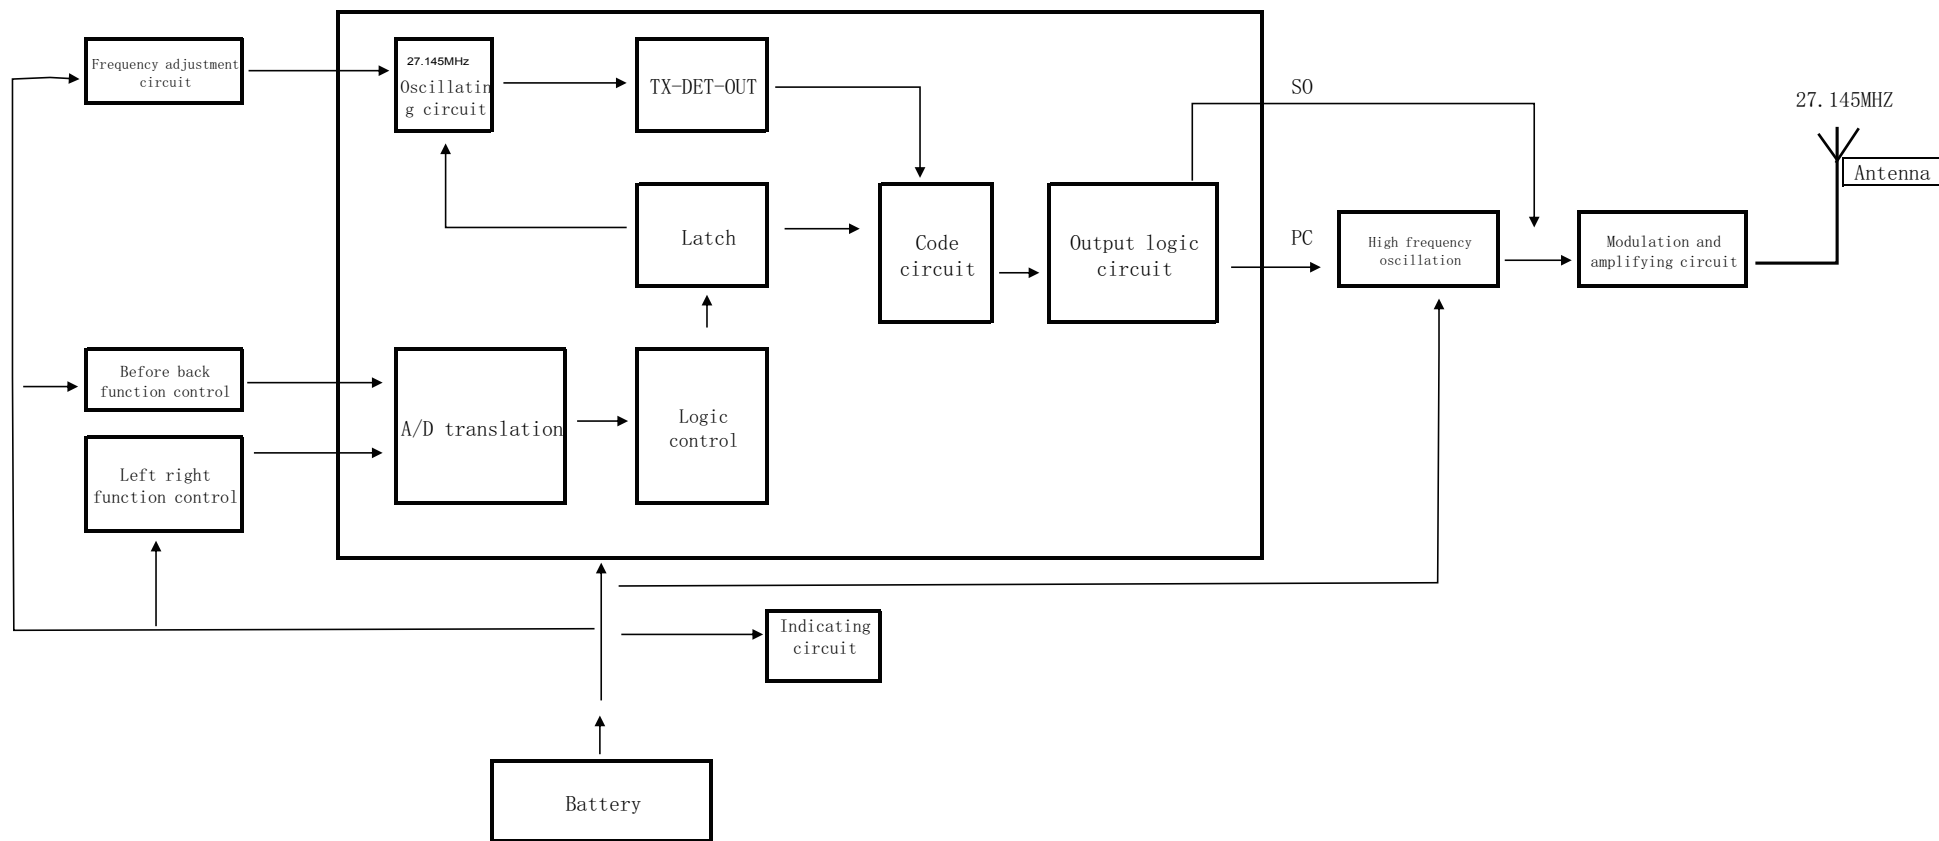 Frequency adjustment
circuit
27.145MHz
Oscillatin
g circuit
TX-DET-OUT
SO
27.145MHZ
Antenna
Latch
Code
circuit
Output logic
circuit
PC
High frequency
oscillation
Modulation and
amplifying circuit
Before back
function control
A/D translation
Logic
control
Left right
function control
Indicating
circuit
Battery